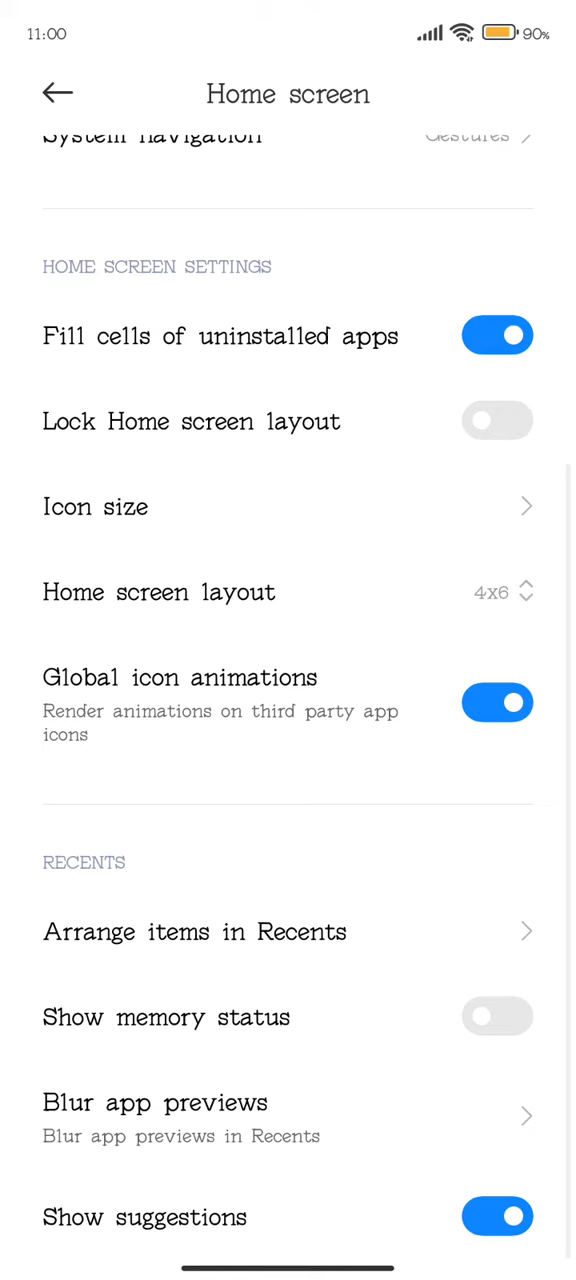 11:00
90%
Home screen
System navigation
Gestures
HOME SCREEN SETTINGS
Fill cells of uninstalled apps
Lock Home screen layout
Icon size
Home screen layout
4x6
Global icon animations
Render animations on third party app
icons
RECENTS
Arrange items in Recents
Show memory status
Blur app previews
Blur app previews in Recents
Show suggestions